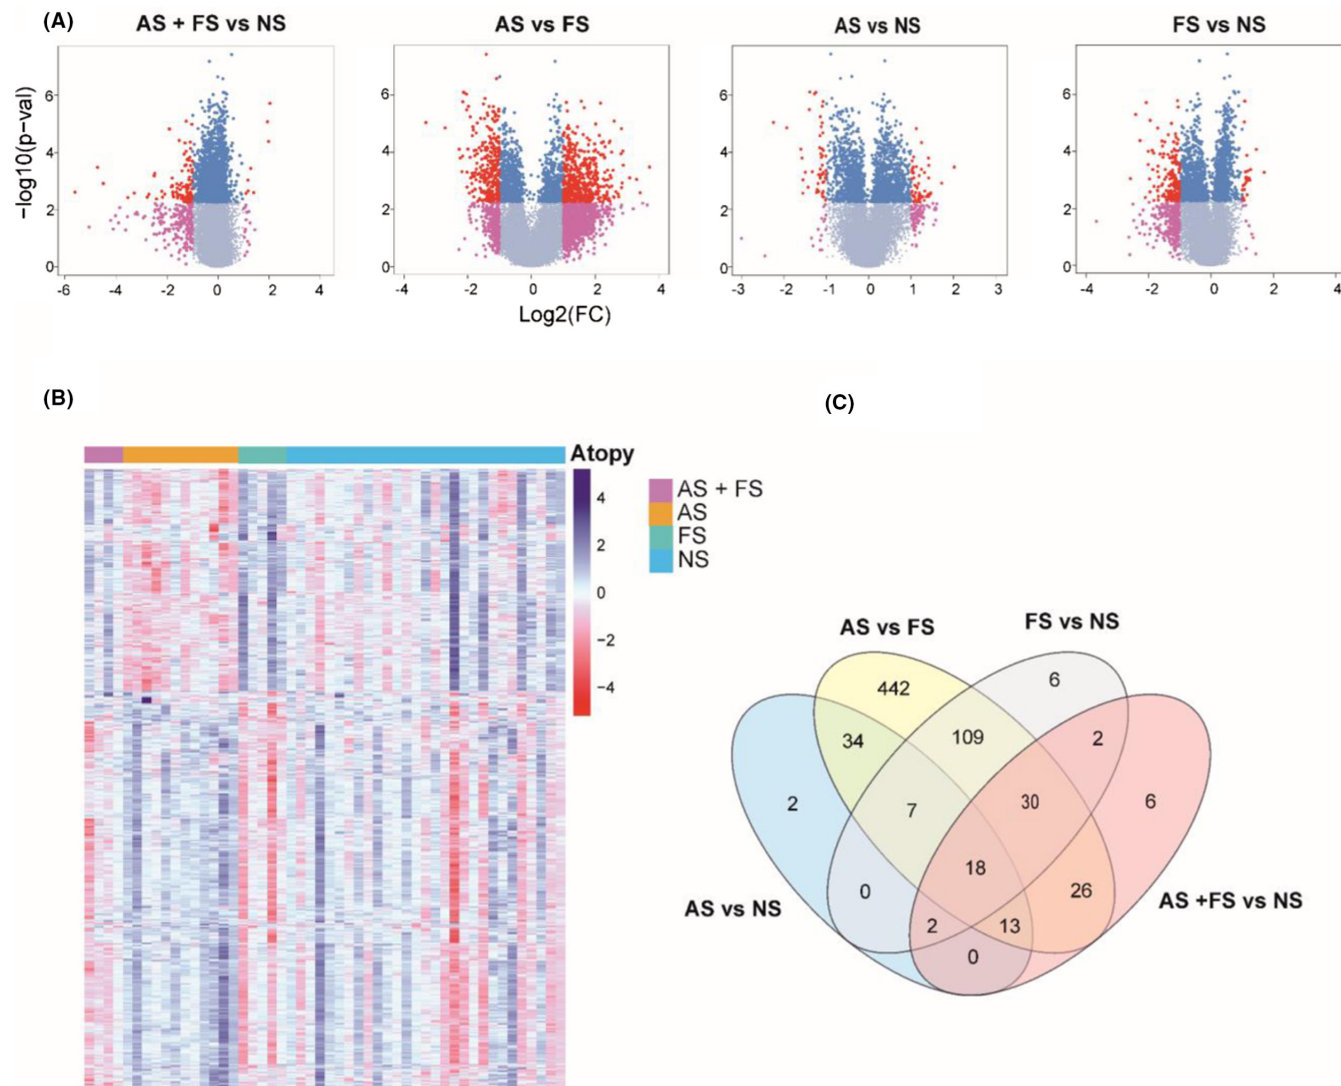 (A)
AS + FS vs NS
AS vs FS
AS vs NS
FS vs NS
−log10(p−val)
6
4
2
0
-6 -4 -2 0 2 4
6
4
2
0
-4 -2 0 2 4
6
4
2
0
-3 -2 -1 0 1 2 3
6
4
2
0
-4 -2 0 2 4
Log2(FC)
(B)
Atopy
4
2
0
−2
−4
AS + FS
AS
FS
NS
(C)
AS vs FS
FS vs NS
442
6
34
109
2
2
7
30
6
18
0
26
AS vs NS
AS +FS vs NS
2
13
0